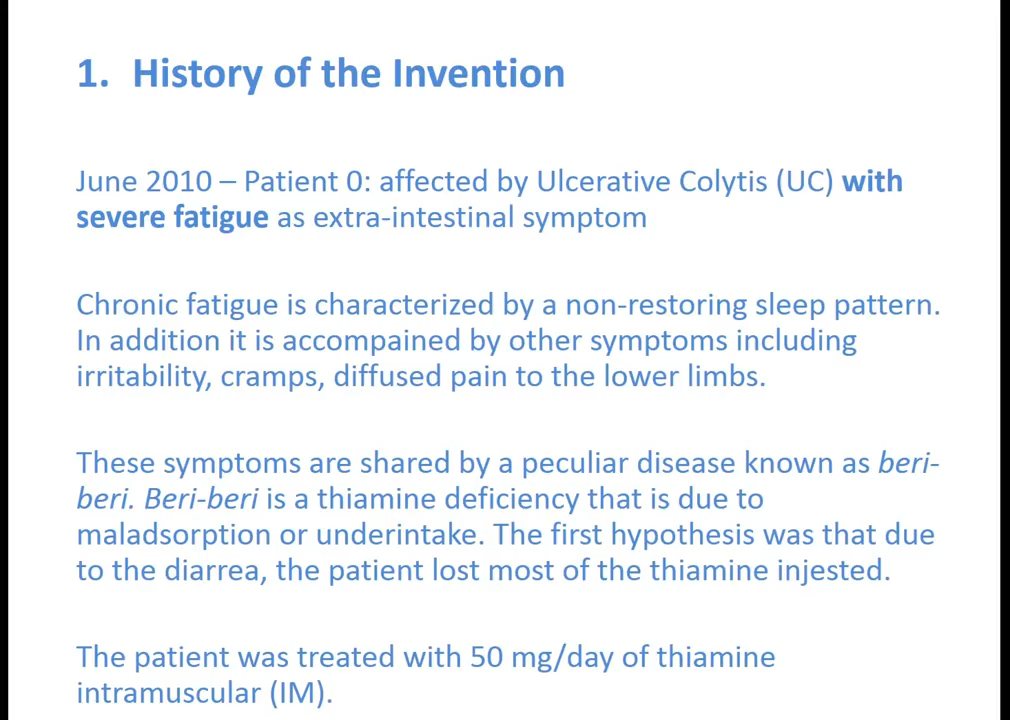 1. History of the Invention
June 2010 – Patient 0: affected by Ulcerative Colytis (UC) with
severe fatigue as extra-intestinal symptom
Chronic fatigue is characterized by a non-restoring sleep pattern.
In addition it is accompained by other symptoms including
irritability, cramps, diffused pain to the lower limbs.
These symptoms are shared by a peculiar disease known as beri-
beri. Beri-beri is a thiamine deficiency that is due to
maladsorption or underintake. The first hypothesis was that due
to the diarrea, the patient lost most of the thiamine injested.
The patient was treated with 50 mg/day of thiamine
intramuscular (IM).